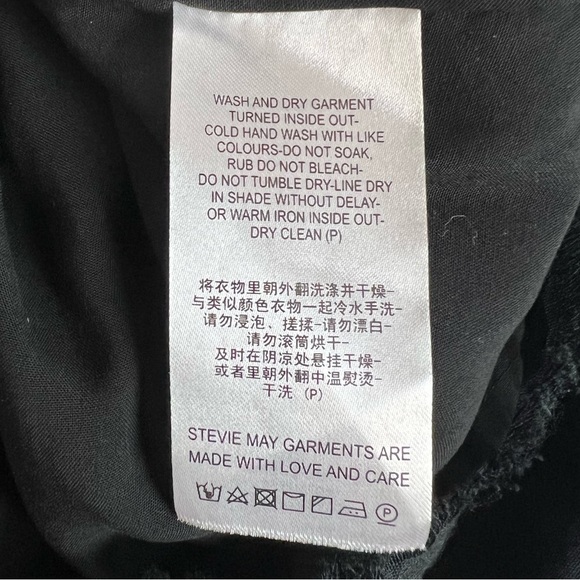 WASH AND DRY GARMENT
TURNED INSIDE OUT-
COLD HAND WASH WITH LIKE
COLOURS-DO NOT SOAK,
RUB DO NOT BLEACH-
DO NOT TUMBLE DRY-LINE DRY
IN SHADE WITHOUT DELAY-
OR WARM IRON INSIDE OUT-
DRY CLEAN (P)
将衣物里朝外翻洗涤并干燥-
与类似颜色衣物一起冷水手洗-
请勿浸泡、搓揉-请勿漂白-
请勿滚筒烘干-
及时在阴凉处悬挂干燥-
或者里朝外翻中温熨烫-
干洗 (P)
STEVIE MAY GARMENTS ARE
MADE WITH LOVE AND CARE
P